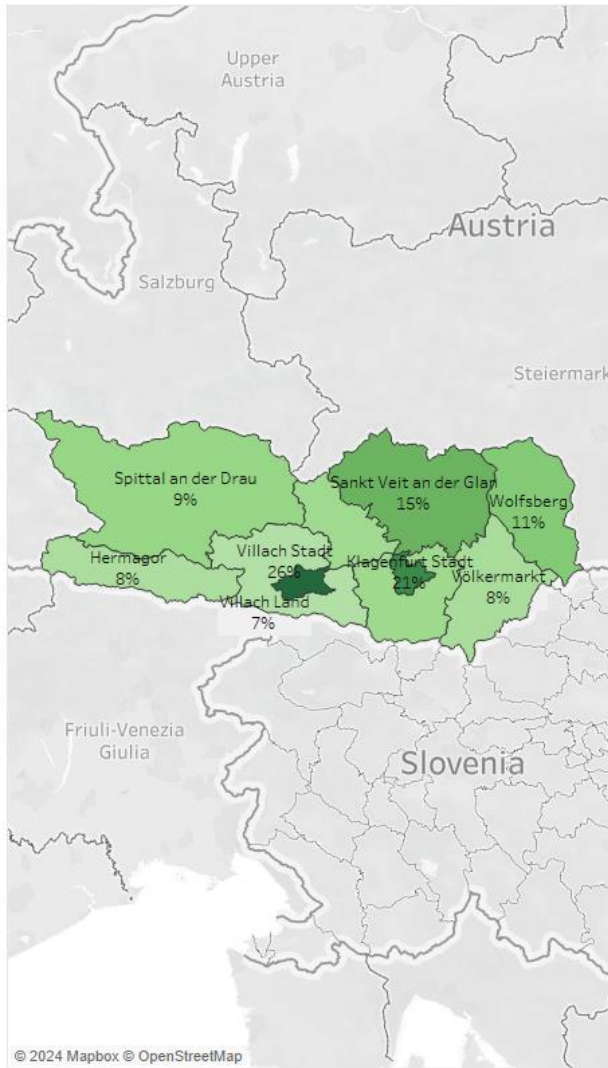 Upper
Austria
Austria
Salzburg
Steiermark
Spittal an der Drau
9%
Sankt Veit an der Glan
15%
Wolfsberg
11%
Hermagor
8%
Villach Stadt
26%
Klagenfurt Stadt
21%
Völkermarkt
8%
Villach Land
7%
Friuli-Venezia
Giulia
Slovenia
© 2024 Mapbox © OpenStreetMap